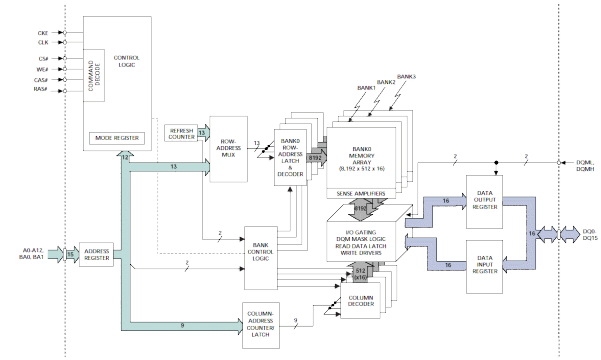 CKE
CLK
CS#
WE#
CAS#
RAS#
COMMAND
DECODE
CONTROL
LOGIC
MODE REGISTER
12
REFRESH
COUNTER
13
13
ROW-
ADDRESS
MUX
13
BANK0
ROW-
ADDRESS
LATCH
&
DECODER
8192
BANK1
BANK2
BANK3
BANK0
MEMORY
ARRAY
(8,192 x 512 x 16)
SENSE AMPLIFIERS
8192
I/O GATING
DQM MASK LOGIC
READ DATA LATCH
WRITE DRIVERS
512
(x16)
COLUMN
DECODER
2
2
DQML,
DQMH
16
DATA
OUTPUT
REGISTER
16
DQ0-
DQ15
16
DATA
INPUT
REGISTER
16
A0-A12,
BA0, BA1
15
ADDRESS
REGISTER
2
2
BANK
CONTROL
LOGIC
9
COLUMN-
ADDRESS
COUNTER/
LATCH
9